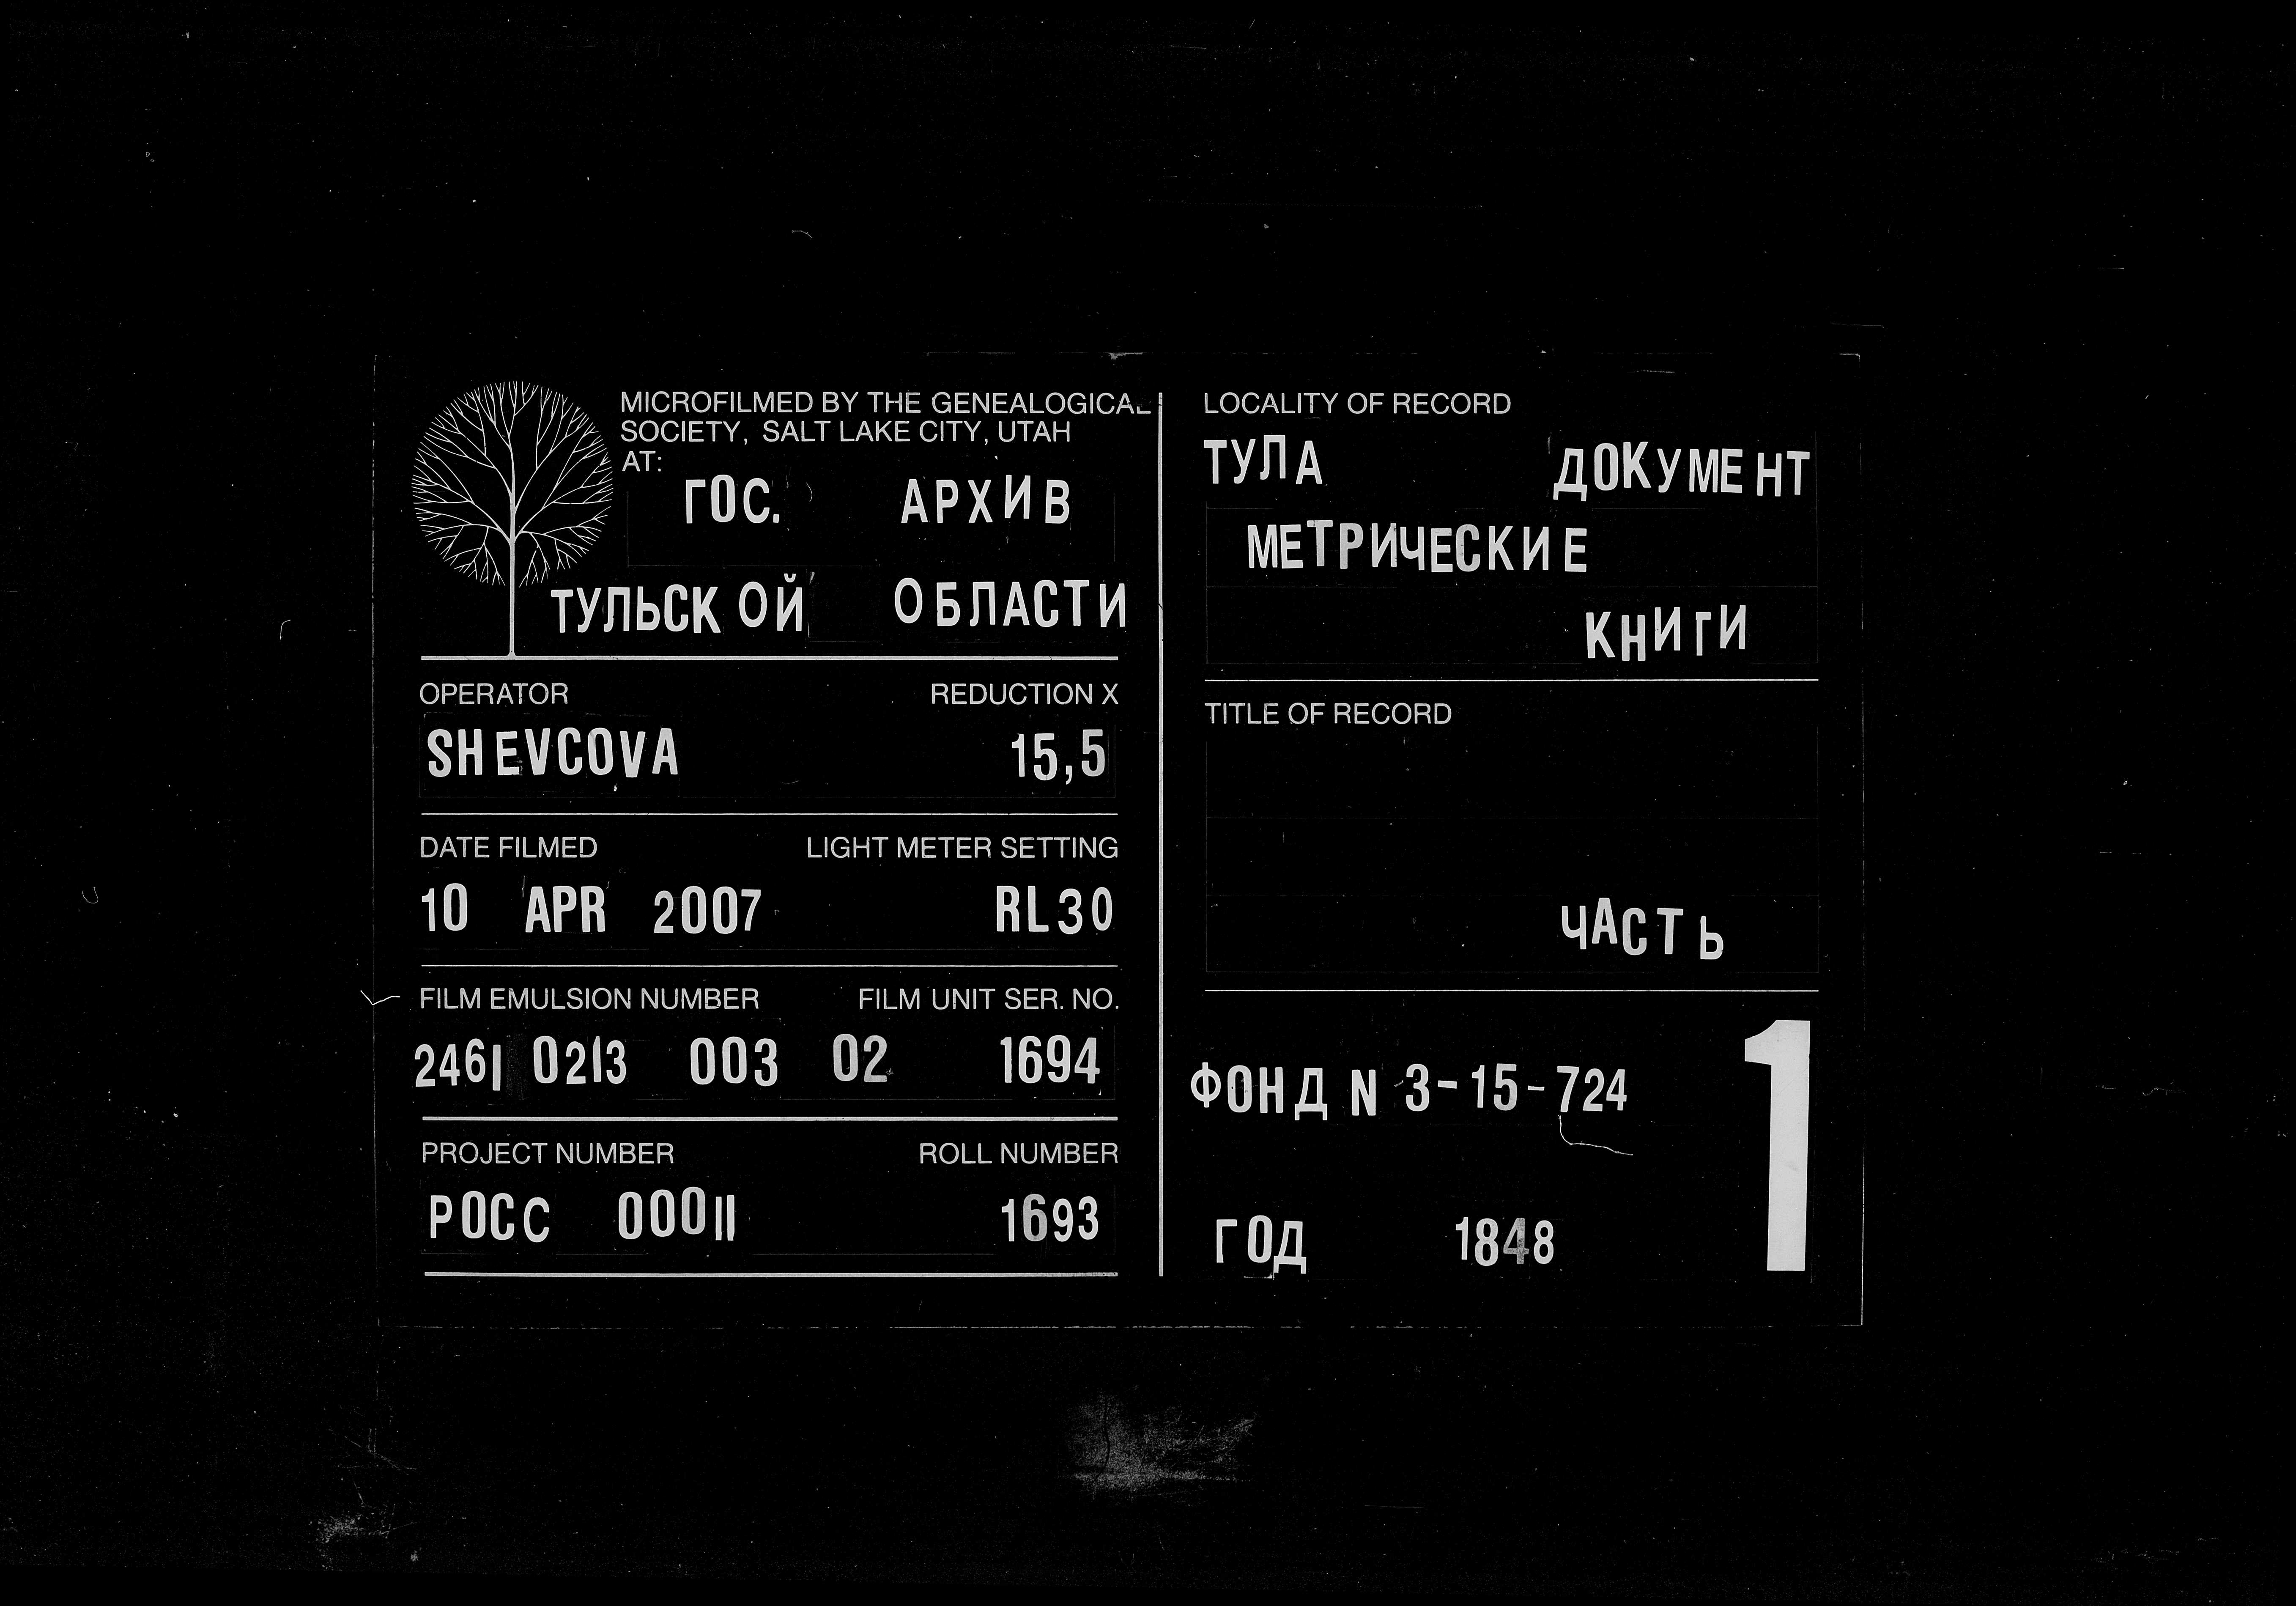 MICROFILMED BY THE GENEALOGICAL
SOCIETY, SALT LAKE CITY, UTAH
AT:
ГОС. АРХИВ
ТУЛЬСКОЙ ОБЛАСТИ
OPERATOR REDUCTION X
SHEVCOVA 15,5
DATE FILMED LIGHT METER SETTING
10 APR 2007 RL30
FILM EMULSION NUMBER FILM UNIT SER. NO.
2461 0213 003 02 1694
PROJECT NUMBER ROLL NUMBER
РОСС 00011 1693
LOCALITY OF RECORD
ТУЛА ДОКУМЕНТ
МЕТРИЧЕСКИЕ
КНИГИ
TITLE OF RECORD
ЧАСТЬ
1
ФОНД N 3-15-724
ГОД 1848